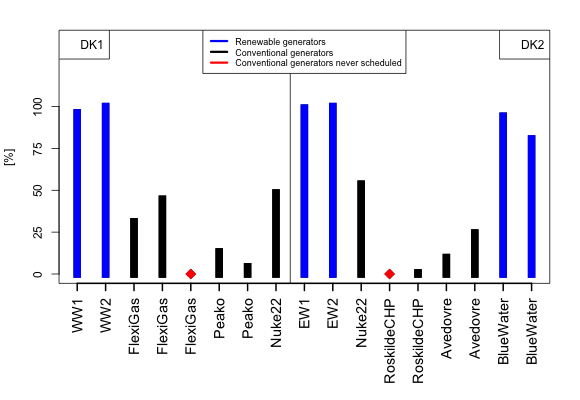 DK1
Renewable generators
Conventional generators
Conventional generators never scheduled
DK2
[%]
100
75
50
25
0
WW1
WW2
FlexiGas
FlexiGas
FlexiGas
Peako
Peako
Nuke22
EW1
EW2
Nuke22
RoskildeCHP
RoskildeCHP
Avedovre
Avedovre
BlueWater
BlueWater